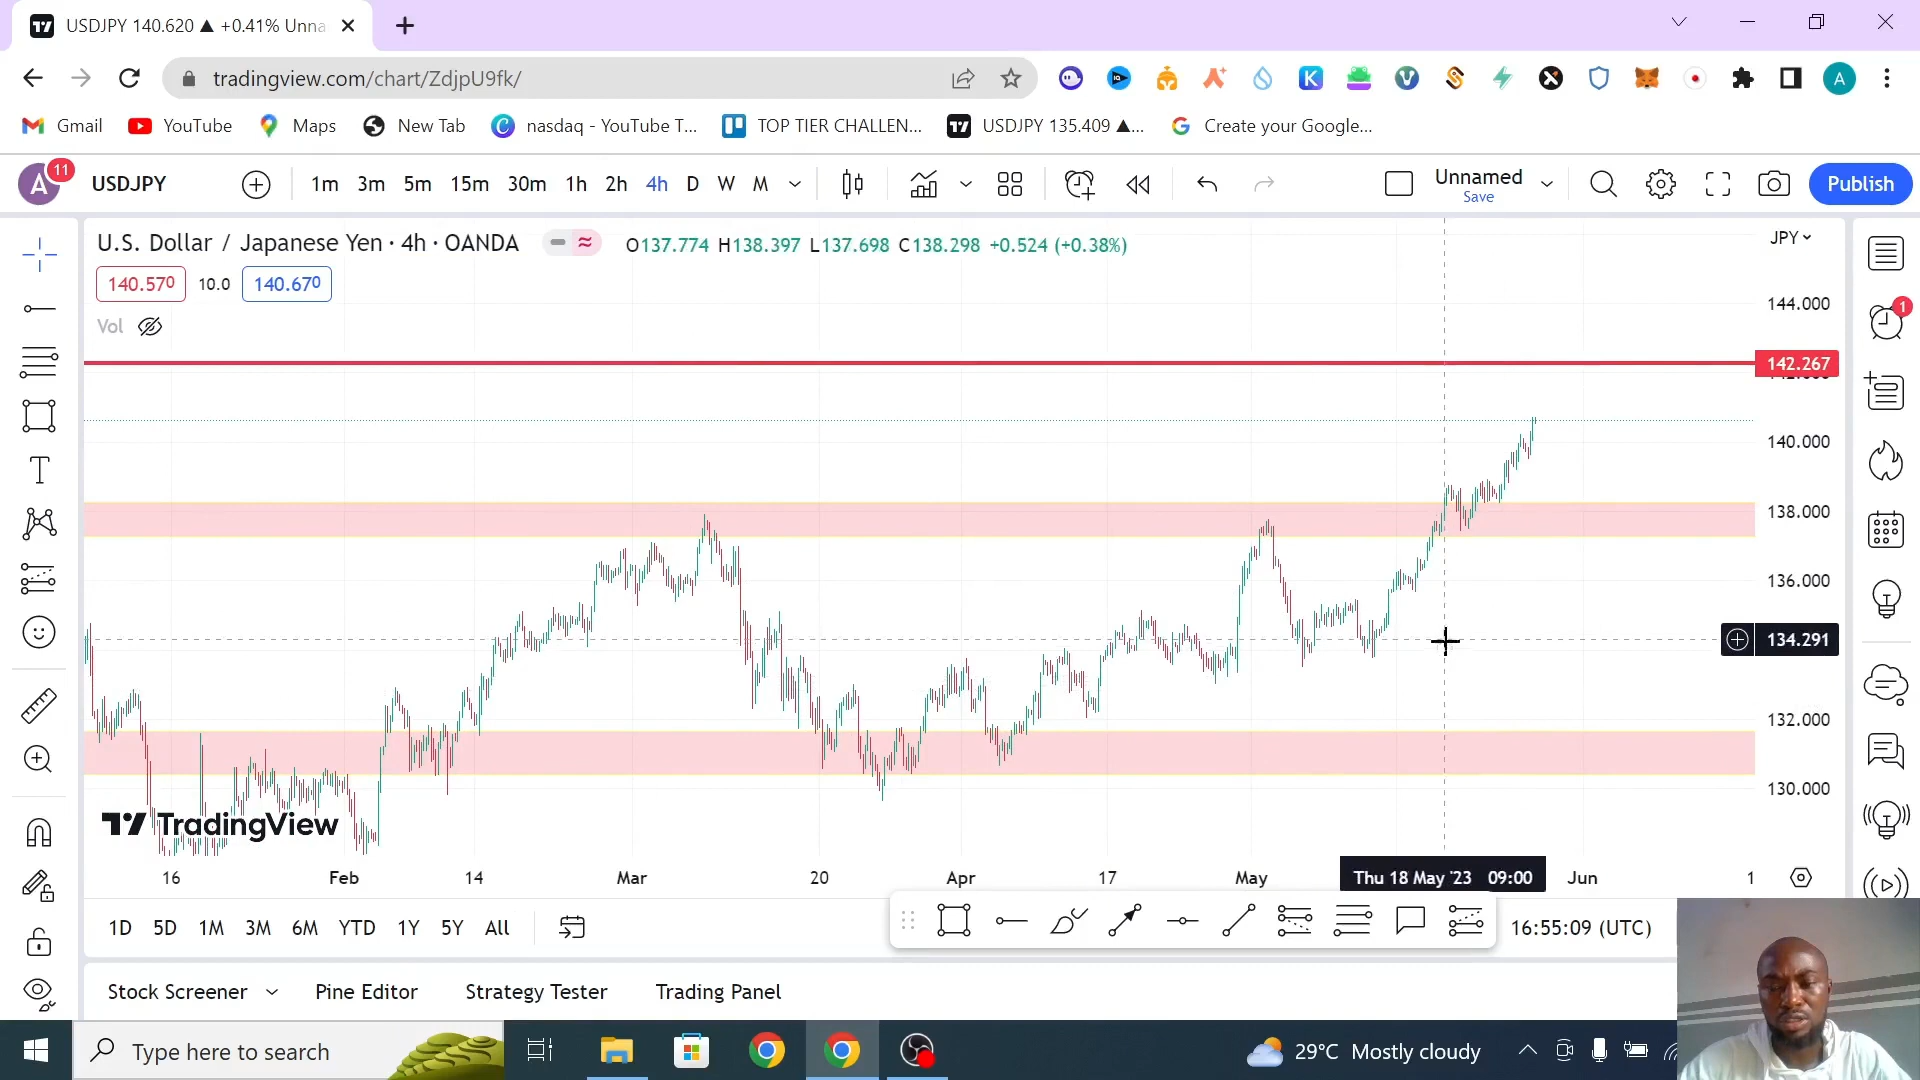 USDJPY 140.620 ▲ +0.41% Unna
tradingview.com/chart/ZdjpU9fk/
A
Gmail
YouTube
Maps
New Tab
nasdaq - YouTube T...
TOP TIER CHALLEN...
USDJPY 135.409 ▲...
Create your Google...
A
11
USDJPY
1m 3m 5m 15m 30m 1h 2h 4h D W M
Unnamed
Save
Publish
U.S. Dollar / Japanese Yen · 4h · OANDA
O137.774 H138.397 L137.698 C138.298 +0.524 (+0.38%)
JPY
140.570
10.0
140.670
Vol
1
144.000
142.267
140.000
138.000
136.000
134.291
132.000
130.000
TradingView
16 Feb 14 Mar 20 Apr 17 May Thu 18 May '23 09:00 Jun 1
1D 5D 1M 3M 6M YTD 1Y 5Y All
16:55:09 (UTC)
Stock Screener
Pine Editor
Strategy Tester
Trading Panel
Type here to search
29°C Mostly cloudy